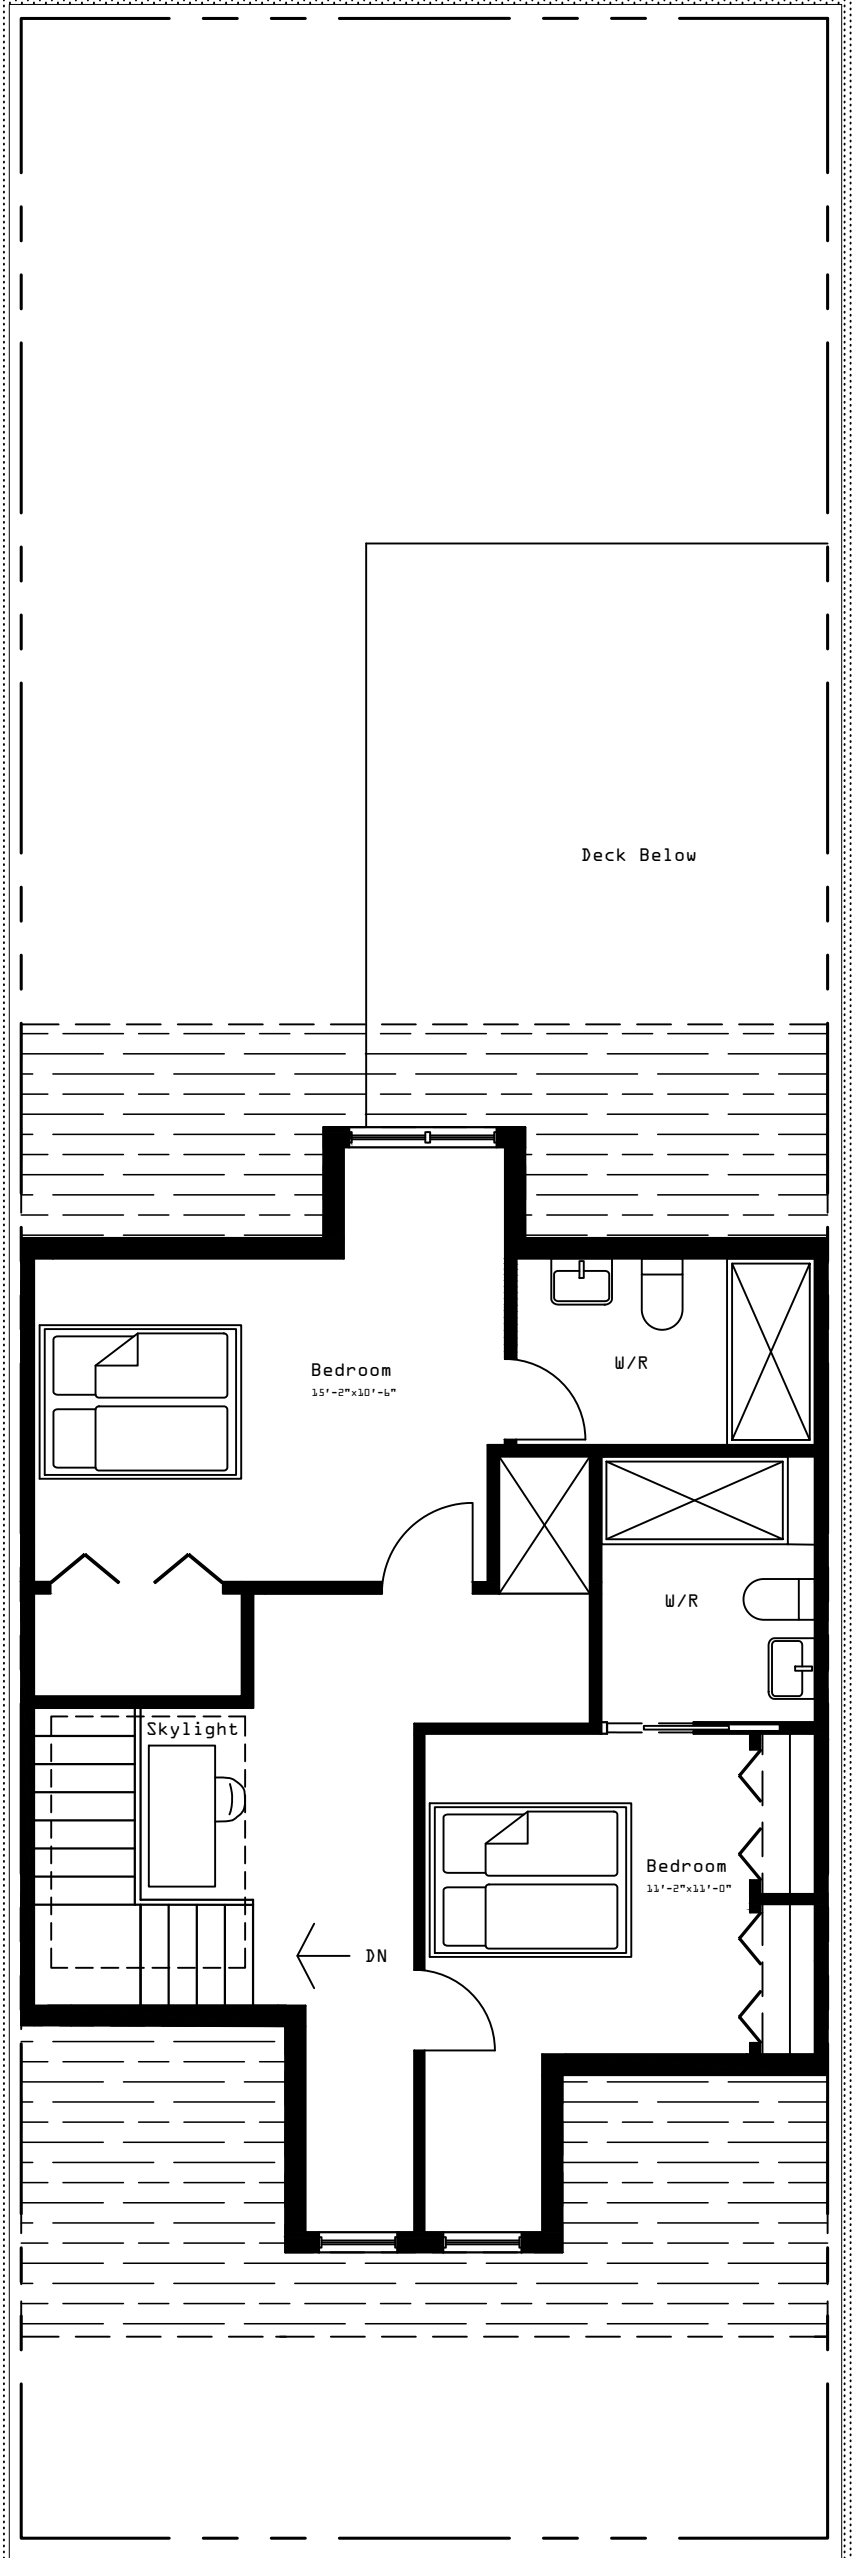 Deck Below
Bedroom
15'-2"x10'-6"
W/R
W/R
Skylight
Bedroom
11'-2"x11'-0"
DN